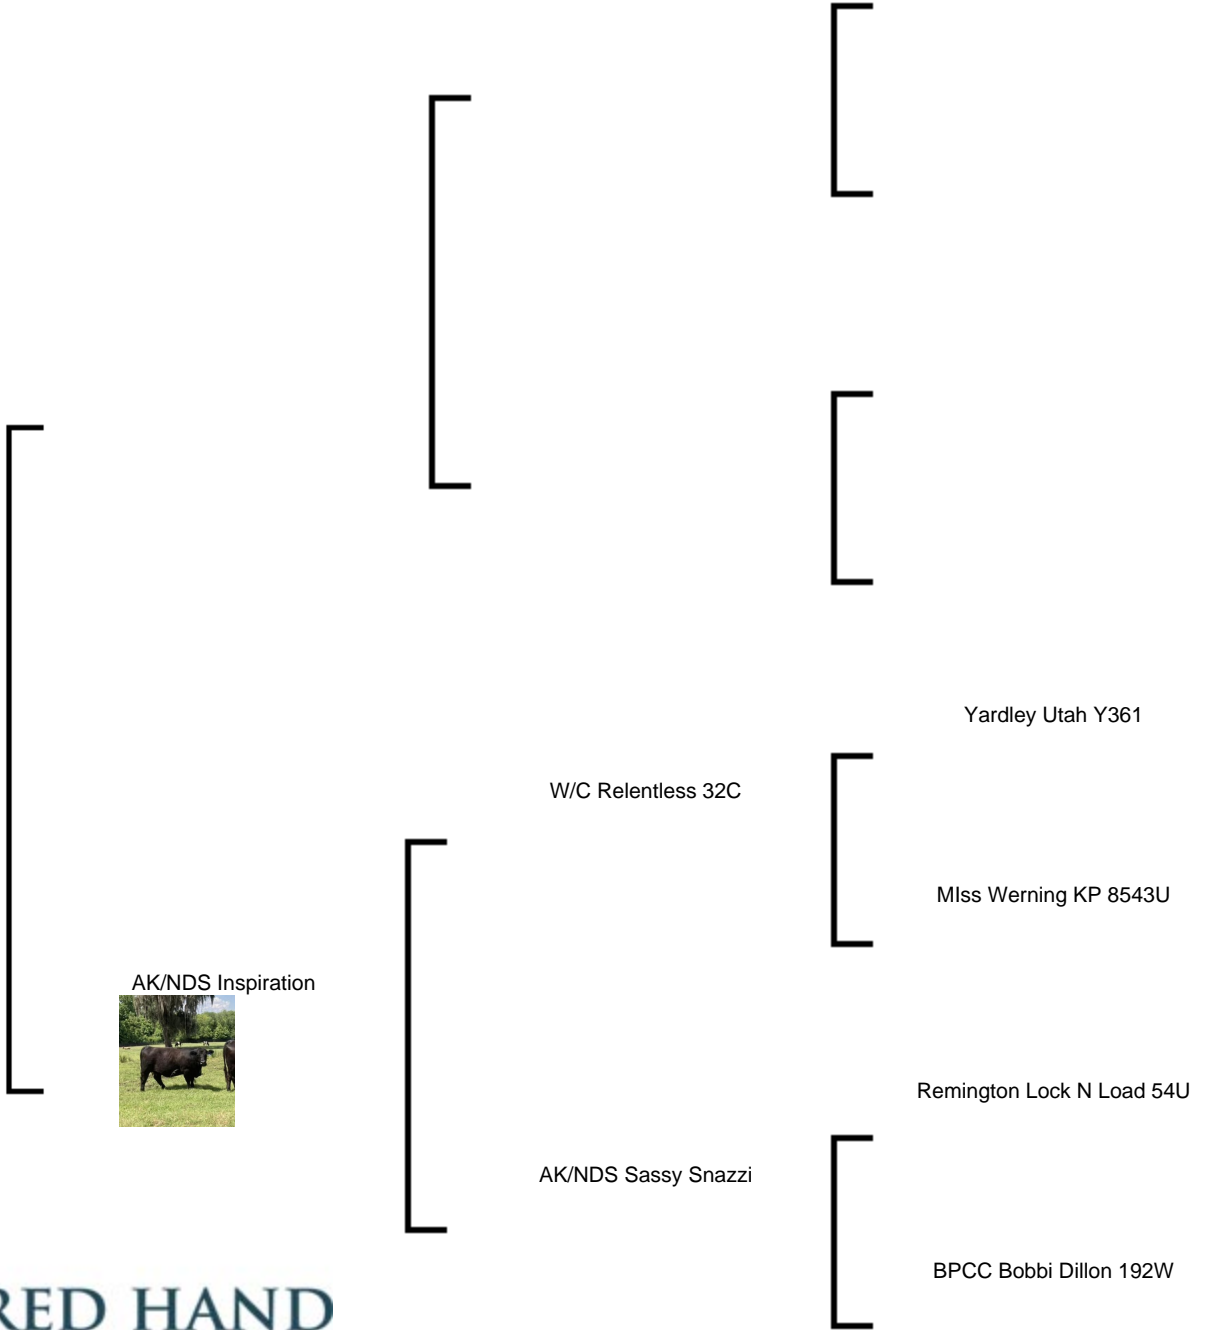 Yardley Utah Y361
W/C Relentless 32C
MIss Werning KP 8543U
AK/NDS Inspiration
Remington Lock N Load 54U
AK/NDS Sassy Snazzi
BPCC Bobbi Dillon 192W
RED HAND